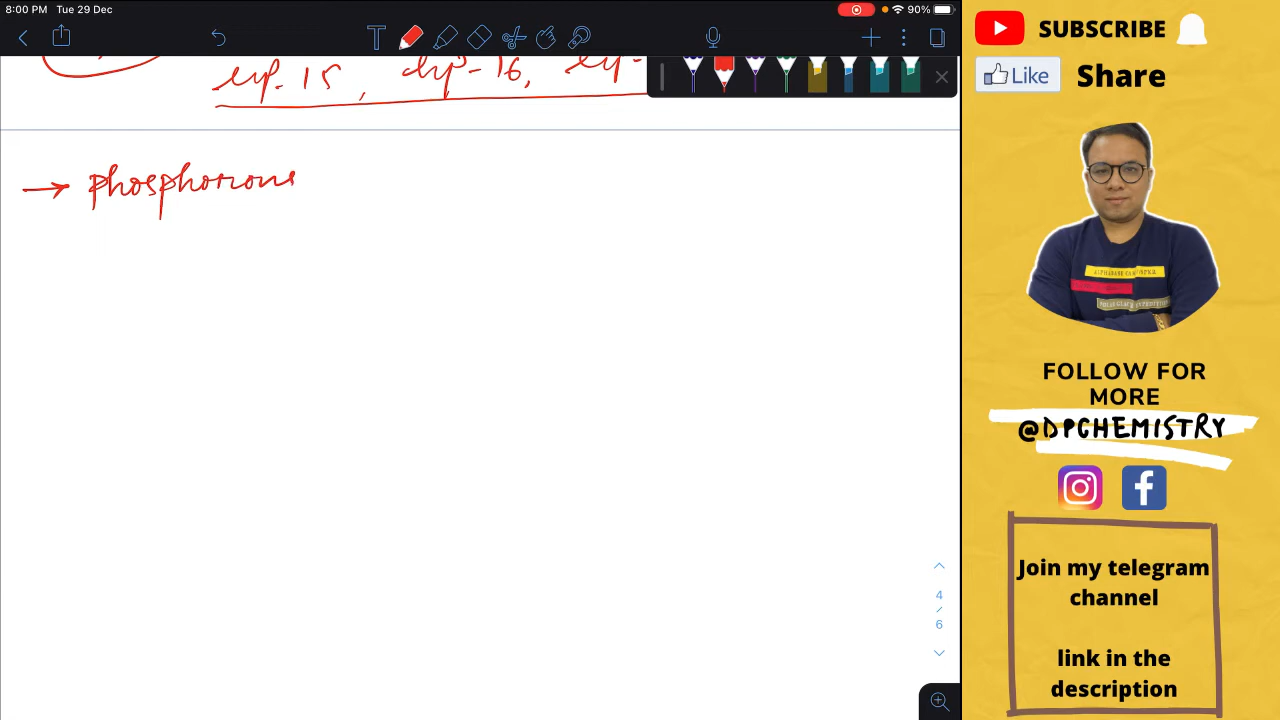 8:00 PM Tue 29 Dec
90%
→ phosphorous
4
/
6
SUBSCRIBE
Like
Share
FOLLOW FOR
MORE
@DPCHEMISTRY
Join my telegram
channel
link in the
description